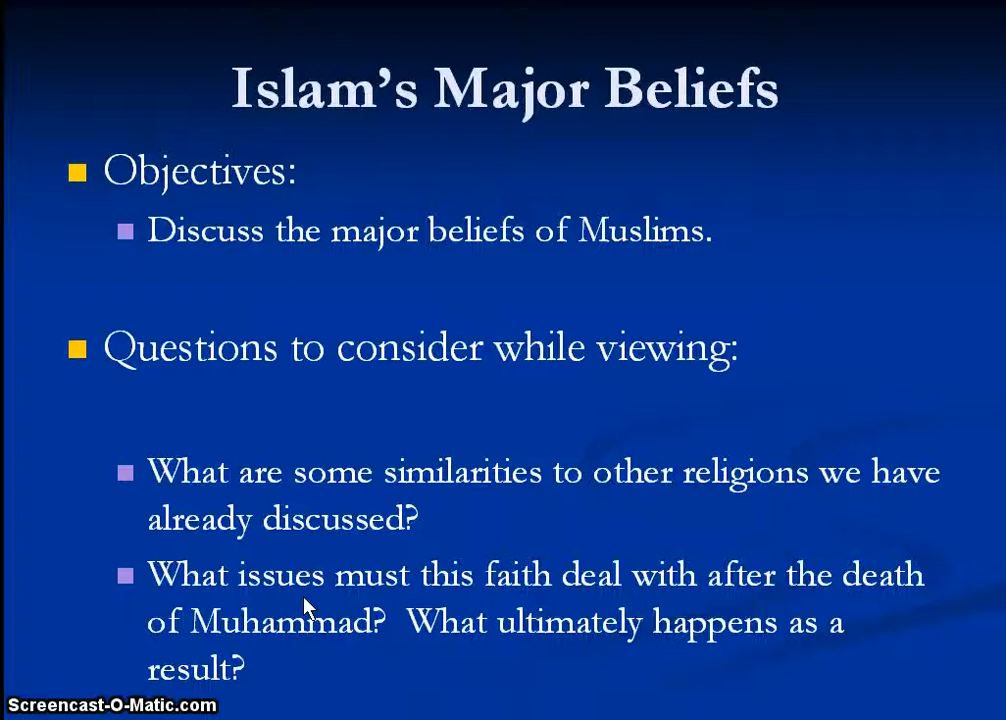 Islam's Major Beliefs
Objectives:
Discuss the major beliefs of Muslims.
Questions to consider while viewing:
What are some similarities to other religions we have
already discussed?
What issues must this faith deal with after the death
of Muhammad? What ultimately happens as a
result?
Screencast-O-Matic.com